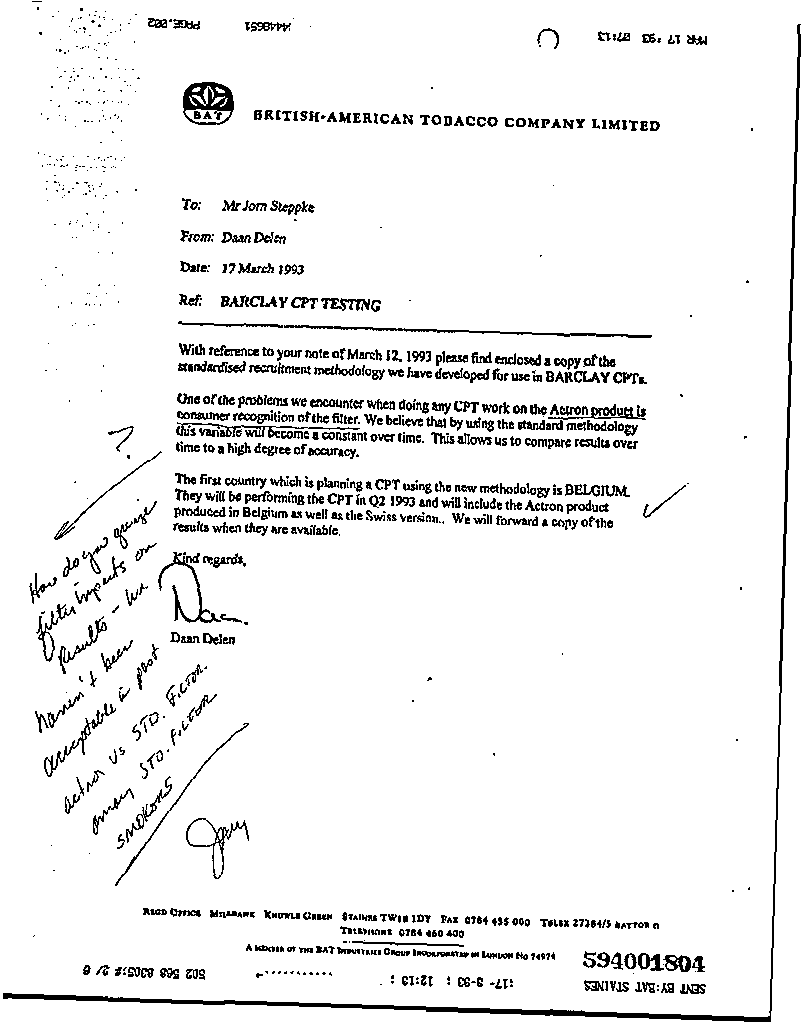 MAR 17 '93 07:13
4448651
PAGE.002
BAT
BRITISH-AMERICAN TOBACCO COMPANY LIMITED
To: Mr Jorn Steppke
From: Daan Delen
Date: 17 March 1993
Ref: BARCLAY CPT TESTING
With reference to your note of March 12, 1993 please find enclosed a copy of the
standardised recruitment methodology we have developed for use in BARCLAY CPTs.
One of the problems we encounter when doing any CPT work on the Actron product is
consumer recognition of the filter. We believe that by using the standard methodology
this variable will become a constant over time. This allows us to compare results over
time to a high degree of accuracy.
The first country which is planning a CPT using the new methodology is BELGIUM.
They will be performing the CPT in Q2 1993 and will include the Actron product
produced in Belgium as well as the Swiss version.. We will forward a copy of the
results when they are available.
Kind regards,
Daan
Daan Delen
?
How do you
filter impacts on
results - we
haven't been
acceptable in past
actron vs STD. FILTER
among STD. FILTER
SMOKERS
REGD OFFICE MILLBANK KNOWLE GREEN STAINES TW18 1DY FAX 0784 435 000 TELEX 27384/5 BATTOB G
TELEPHONE 0784 460 400
A MEMBER OF THE BAT INDUSTRIES GROUP INCORPORATED IN LONDON NO 74974
594001804
SENT BY:BAT STAINES
:17- 3-93 : 12:13 :
502 568 8305:# 2/ 6